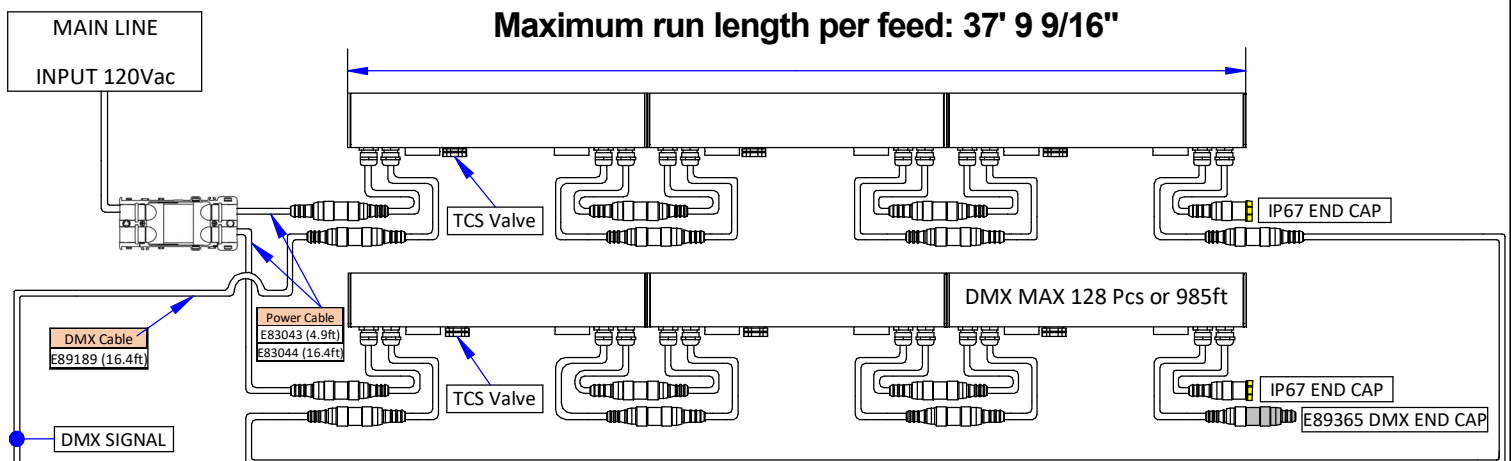 Maximum run length per feed: 37' 9 9/16"
MAIN LINE
INPUT 120Vac
TCS Valve
IP67 END CAP
DMX MAX 128 Pcs or 985ft
DMX Cable
E89189 (16.4ft)
Power Cable
E83043 (4.9ft)
E83044 (16.4ft)
TCS Valve
IP67 END CAP
E89365 DMX END CAP
DMX SIGNAL